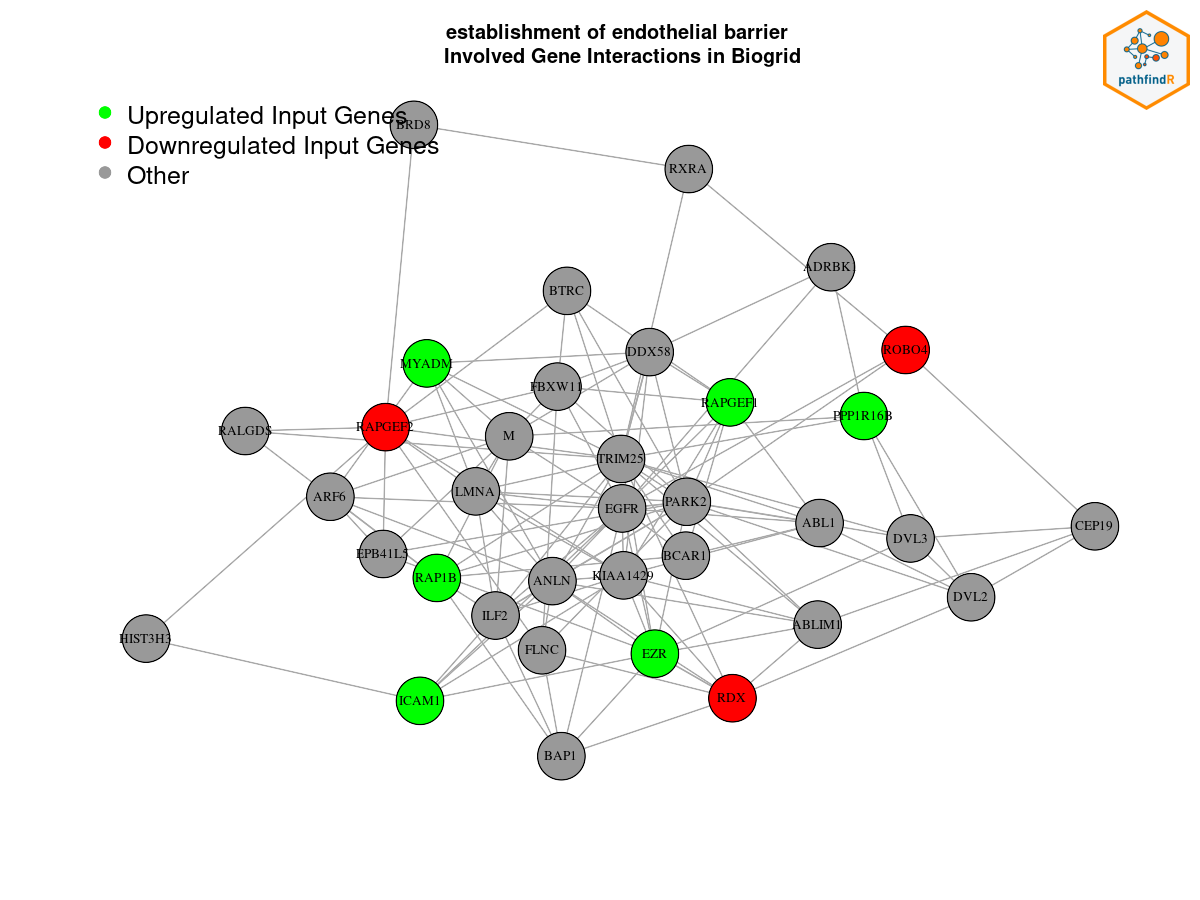 establishment of endothelial barrier
Involved Gene Interactions in Biogrid
pathfindR
Upregulated Input Genes
Downregulated Input Genes
Other
BRD8
RXRA
ADRBK
BTRC
DDX58
ROBO4
MYADM
FBXW11
RAPGEF1
PPP1R16B
RALGDS
RAPGEF2
M
TRIM25
ARF6
LMNA
EGFR
PARK2
ABL1
CEP19
DVL3
EPB41L5
BCAR1
RAP1B
ANLN
KIAA1429
DVL2
ILF2
ABLIM1
HIST3H3
FLNC
EZR
ICAM1
RDX
BAP1